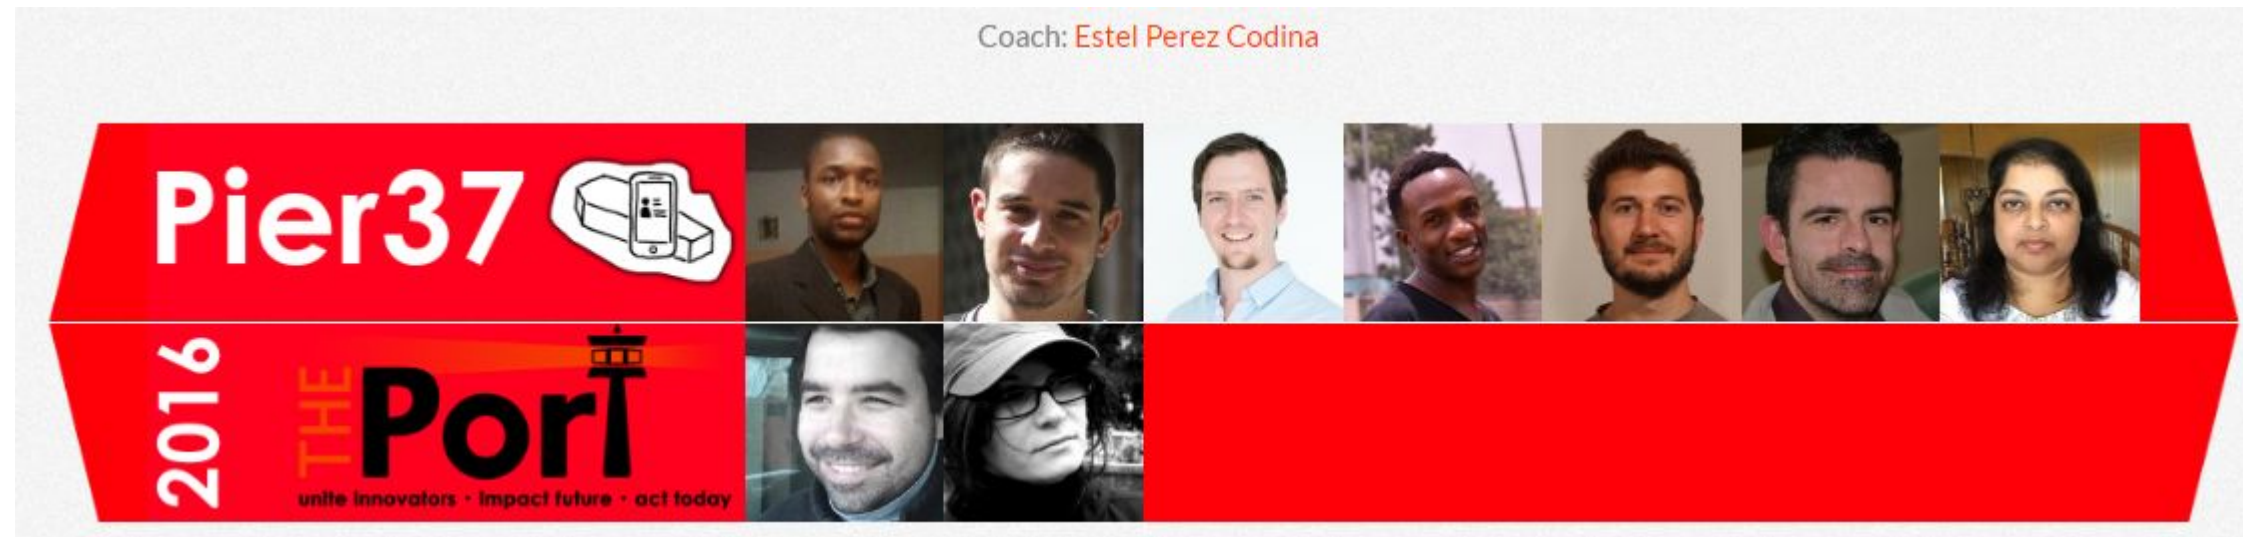 Coach: Estel Perez Codina
Pier37
2016
THE
Port
unite innovators · impact future · act today